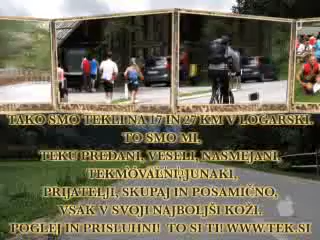 TAKO SMO TEKLI NA 17 IN 27 KM V LOGARSKI.
TO SMO MI,
TEKU PREDANI, VESELI, NASMEJANI,
TEKMOVALNI JUNAKI,
PRIJATELJI, SKUPAJ IN POSAMIČNO,
VSAK V SVOJI NAJBOLJŠI KOŽI.
POGLEJ IN PRISLUHNI TO SI TI! WWW.TEK.SI